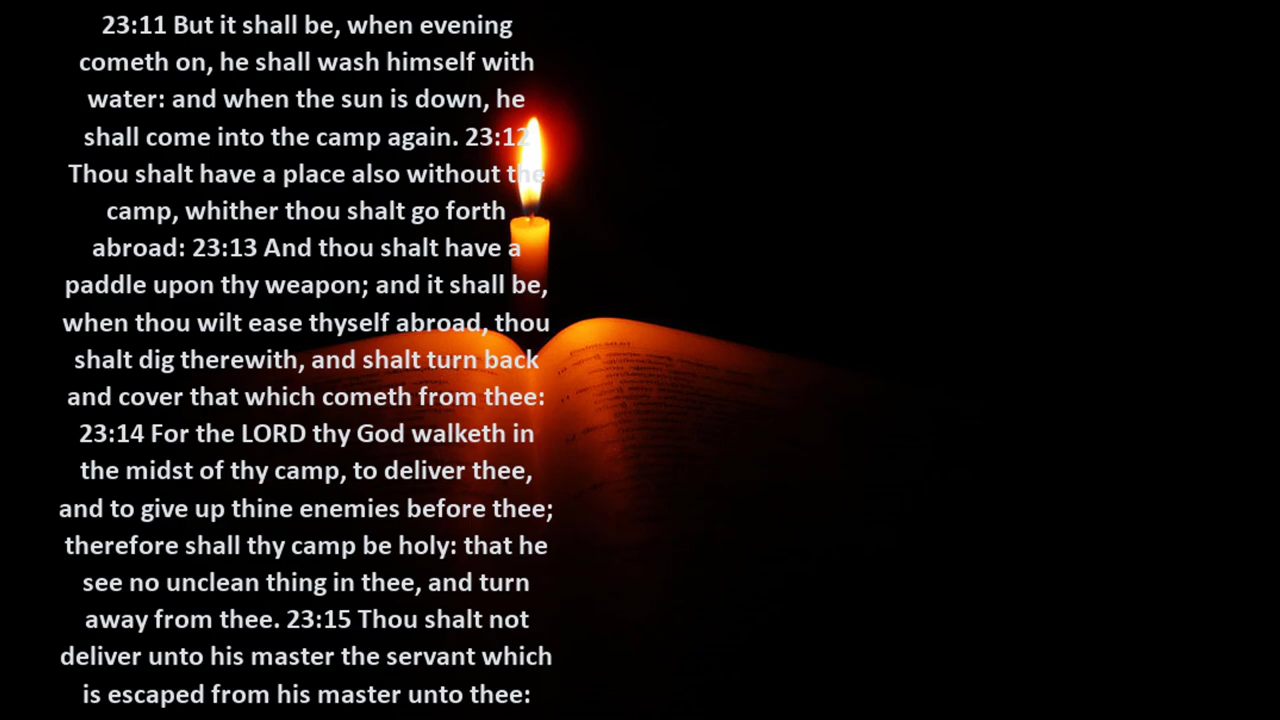 23:11 But it shall be, when evening
cometh on, he shall wash himself with
water: and when the sun is down, he
shall come into the camp again. 23:12
Thou shalt have a place also without the
camp, whither thou shalt go forth
abroad: 23:13 And thou shalt have a
paddle upon thy weapon; and it shall be,
when thou wilt ease thyself abroad, thou
shalt dig therewith, and shalt turn back
and cover that which cometh from thee:
23:14 For the LORD thy God walketh in
the midst of thy camp, to deliver thee,
and to give up thine enemies before thee;
therefore shall thy camp be holy: that he
see no unclean thing in thee, and turn
away from thee. 23:15 Thou shalt not
deliver unto his master the servant which
is escaped from his master unto thee: